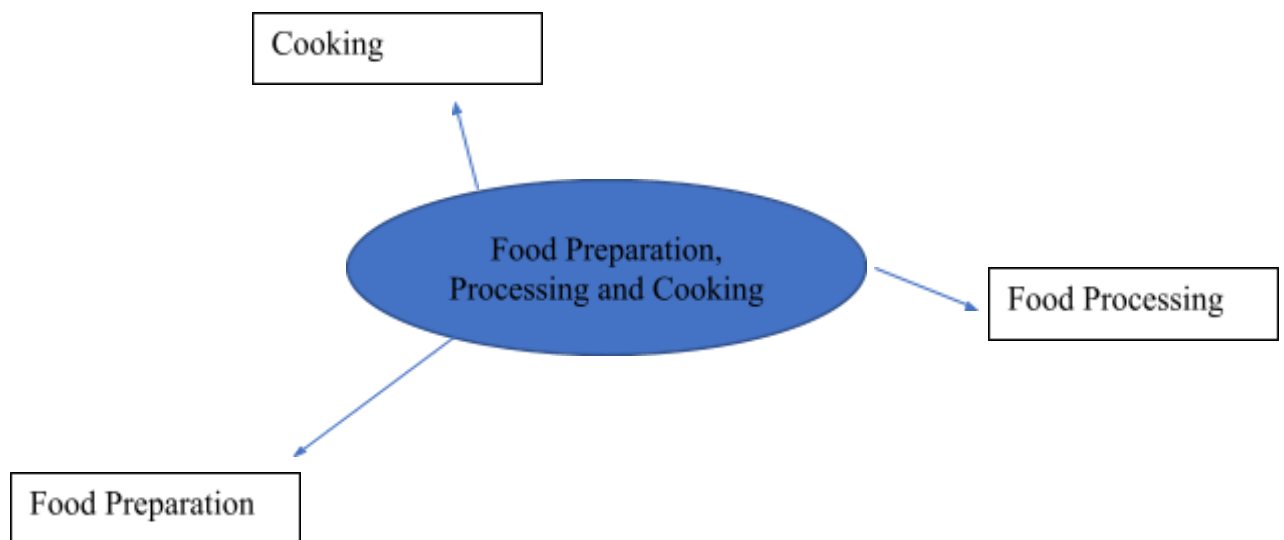 Cooking
Food Preparation,
Processing and Cooking
Food Processing
Food Preparation